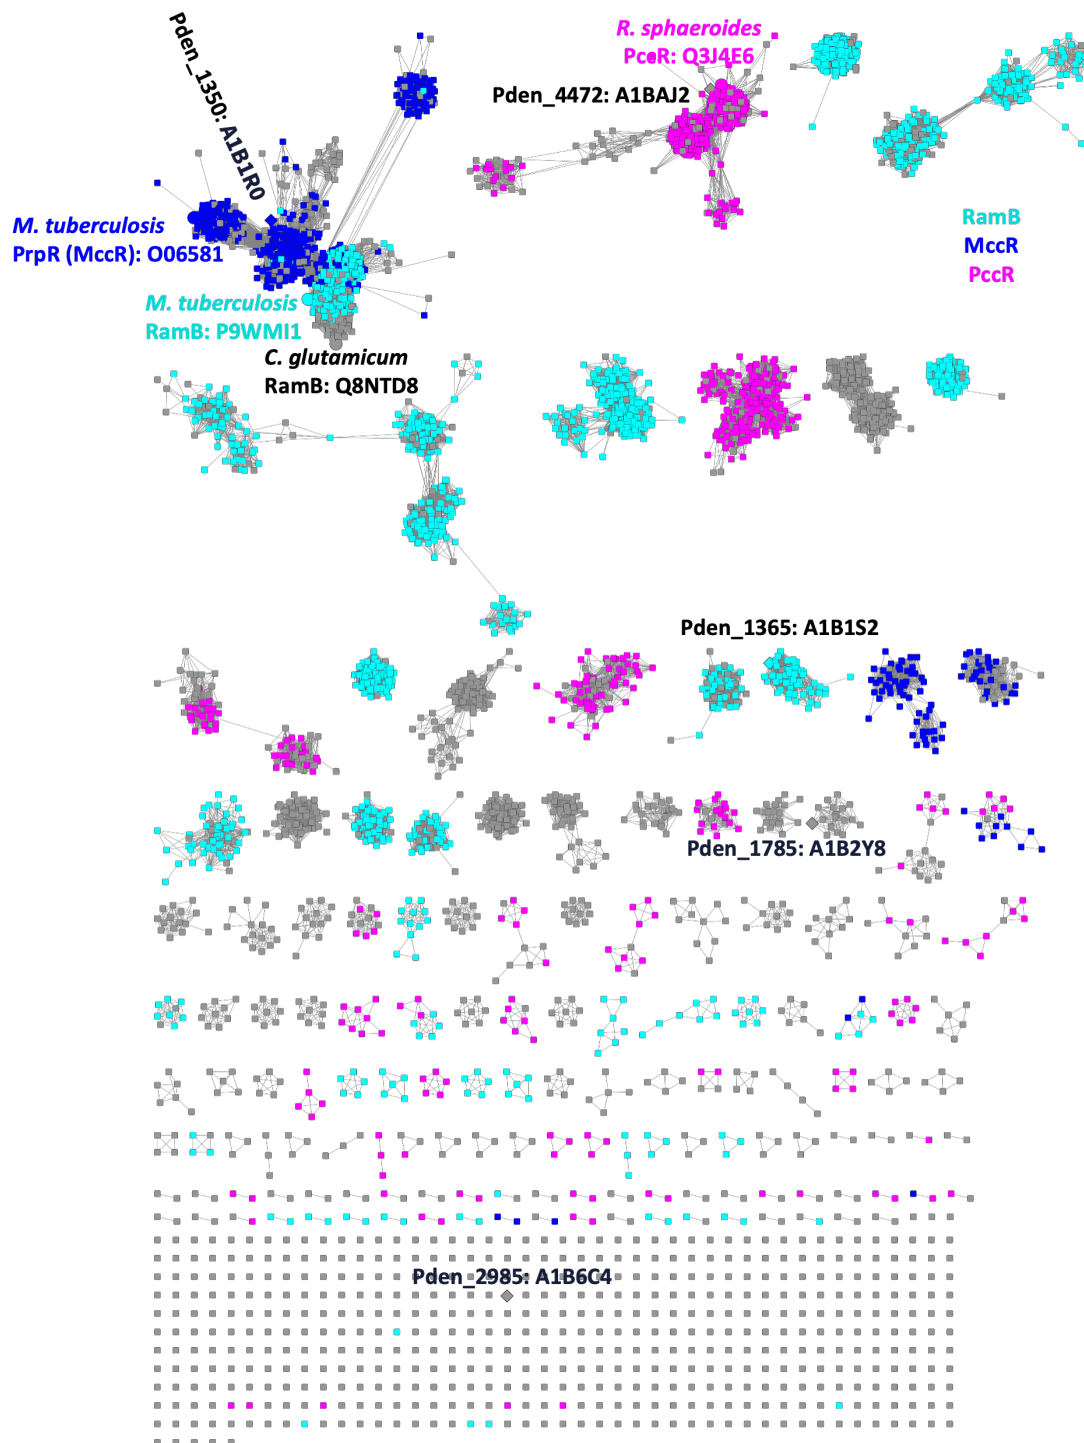 Pden_1350: A1B1R0
R. sphaeroides
PccR: Q3J4E6
Pden_4472: A1BAJ2
M. tuberculosis
PrpR (MccR): O06581
RamB
MccR
PccR
M. tuberculosis
RamB: P9WMI1
C. glutamicum
RamB: Q8NTD8
Pden_1365: A1B1S2
Pden_1785: A1B2Y8
Pden_2985: A1B6C4